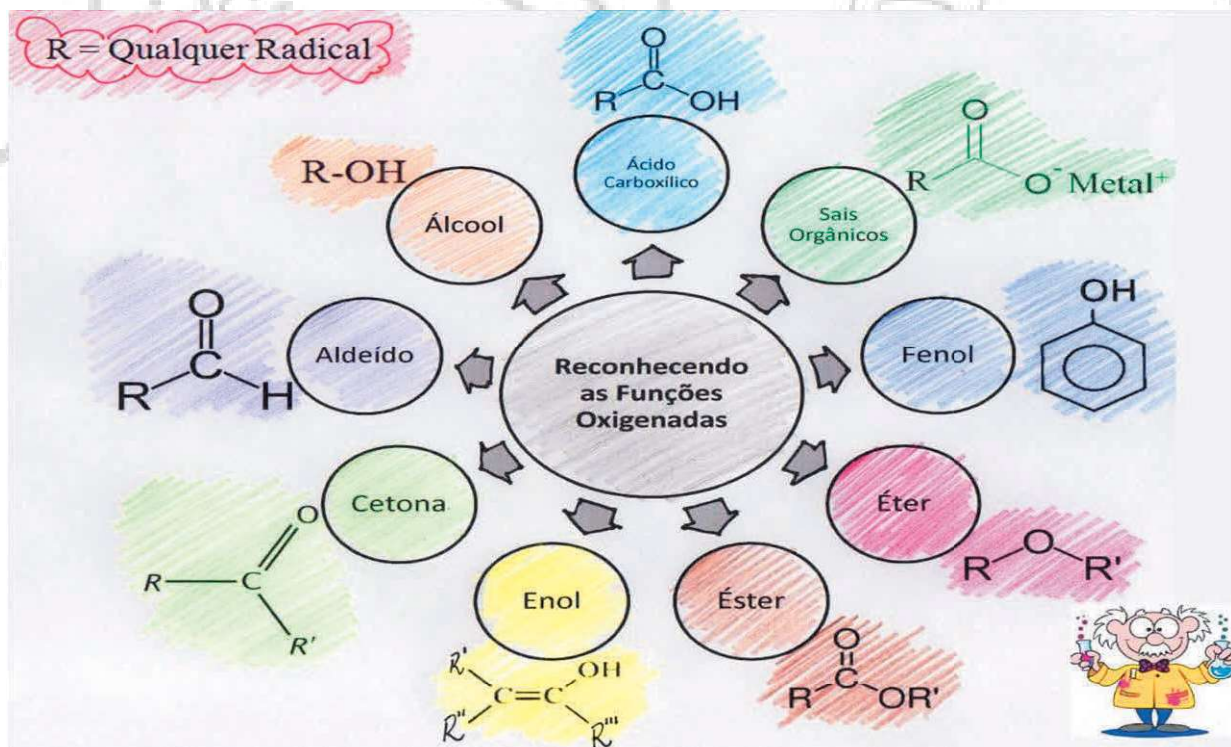 R = Qualquer Radical
O
C
R
OH
Ácido
Carboxílico
O
R
O⁻ Metal⁺
Sais
Orgânicos
R-OH
Álcool
OH
Fenol
O
C
R
H
Aldeído
Reconhecendo
as Funções
Oxigenadas
Cetona
O
R
C
R'
Éter
R
O
R'
Enol
R'
OH
C=C
R"
R'''
Éster
O
C
R
OR'